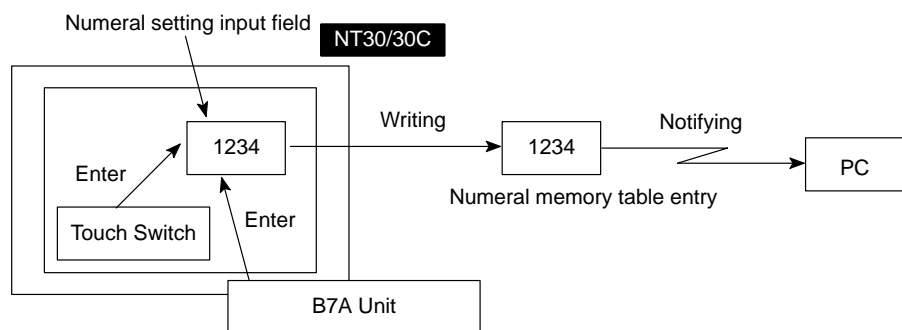 Numeral setting input field
NT30/30C
Writing
Notifying
1234
1234
PC
Enter
Numeral memory table entry
Enter
Touch Switch
B7A Unit